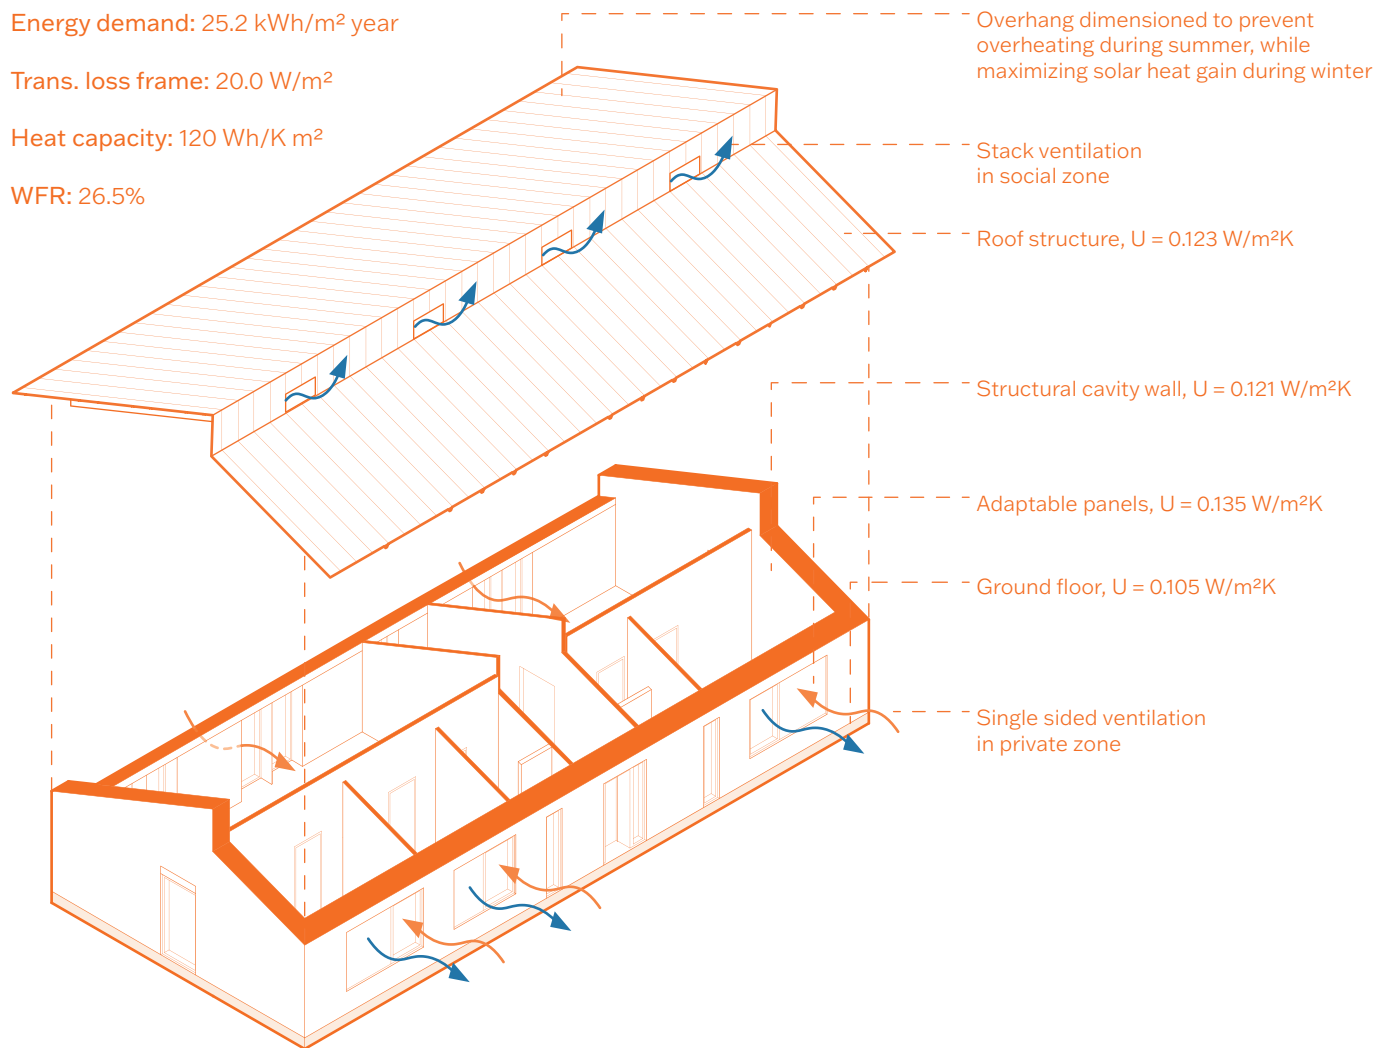 Energy demand: 25.2 kWh/m² year
Trans. loss frame: 20.0 W/m²
Heat capacity: 120 Wh/K m²
WFR: 26.5%
Overhang dimensioned to prevent
overheating during summer, while
maximizing solar heat gain during winter
Stack ventilation
in social zone
Roof structure, U = 0.123 W/m²K
Structural cavity wall, U = 0.121 W/m²K
Adaptable panels, U = 0.135 W/m²K
Ground floor, U = 0.105 W/m²K
Single sided ventilation
in private zone